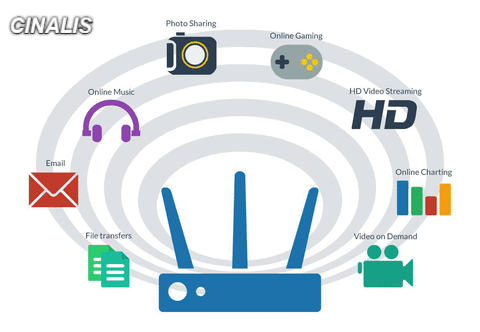 CINALIS
Photo Sharing
Online Gaming
Online Music
HD Video Streaming
HD
Email
Online Charting
File transfers
Video on Demand